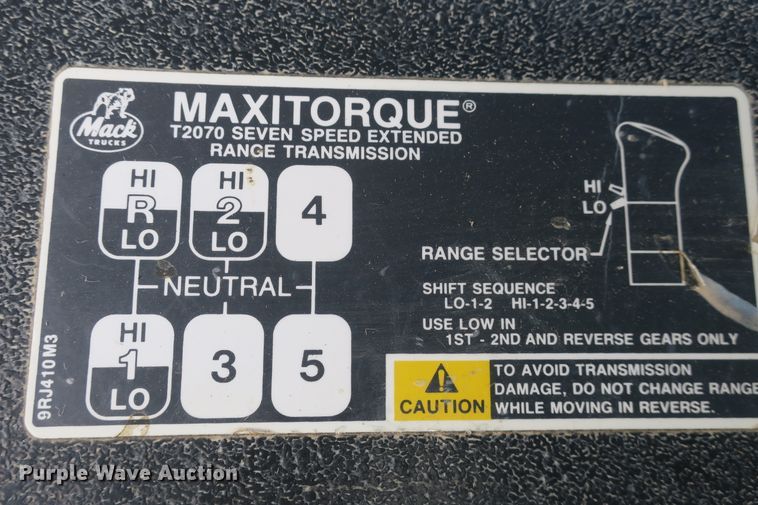 Mack
TRUCKS
MAXITORQUE®
T2070 SEVEN SPEED EXTENDED
RANGE TRANSMISSION
HI
R
LO
HI
2
LO
4
NEUTRAL
HI
1
LO
3
5
HI
LO
RANGE SELECTOR
SHIFT SEQUENCE
LO-1-2 HI-1-2-3-4-5
USE LOW IN
1ST - 2ND AND REVERSE GEARS ONLY
CAUTION
TO AVOID TRANSMISSION
DAMAGE, DO NOT CHANGE RANGE
WHILE MOVING IN REVERSE.
9RJ410 M3
Purple Wave Auction